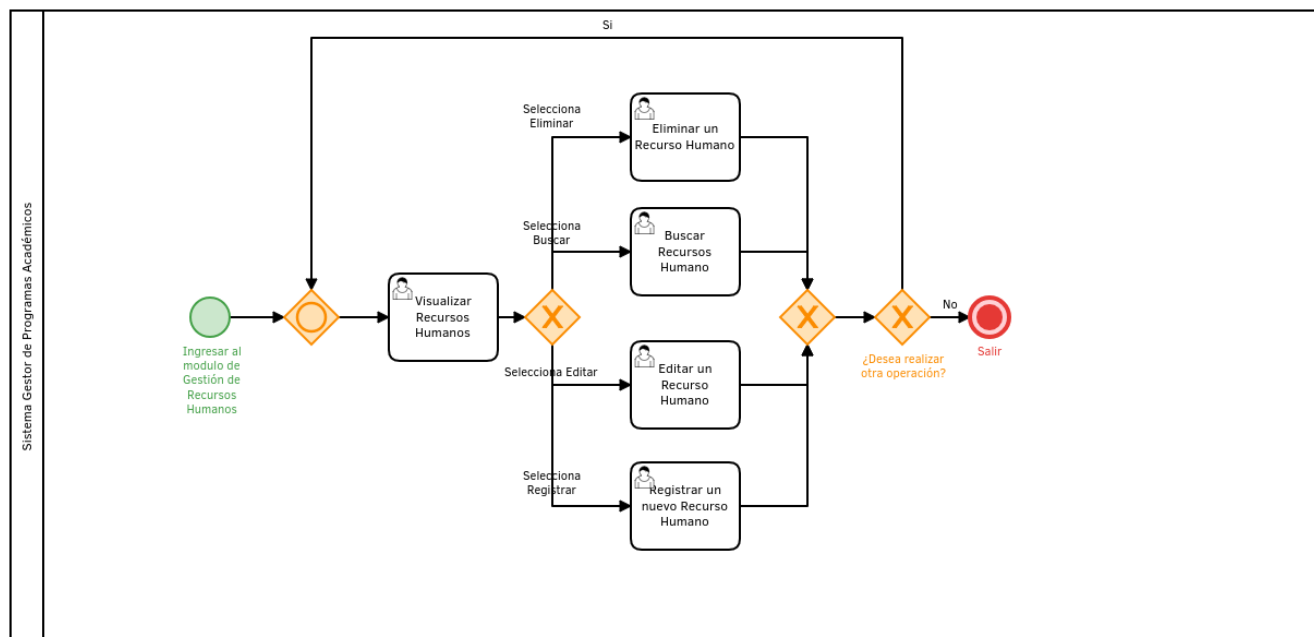 Sistema Gestor de Programas Académicos
Si
Selecciona
Eliminar
Eliminar un
Recurso Humano
Selecciona
Buscar
Buscar
Recursos
Humano
Visualizar
Recursos
Humanos
Ingresar al
modulo de
Gestión de
Recursos
Humanos
X
X
X
No
¿Desea realizar
otra operación?
Salir
Selecciona Editar
Editar un
Recurso
Humano
Selecciona
Registrar
Registrar un
nuevo Recurso
Humano